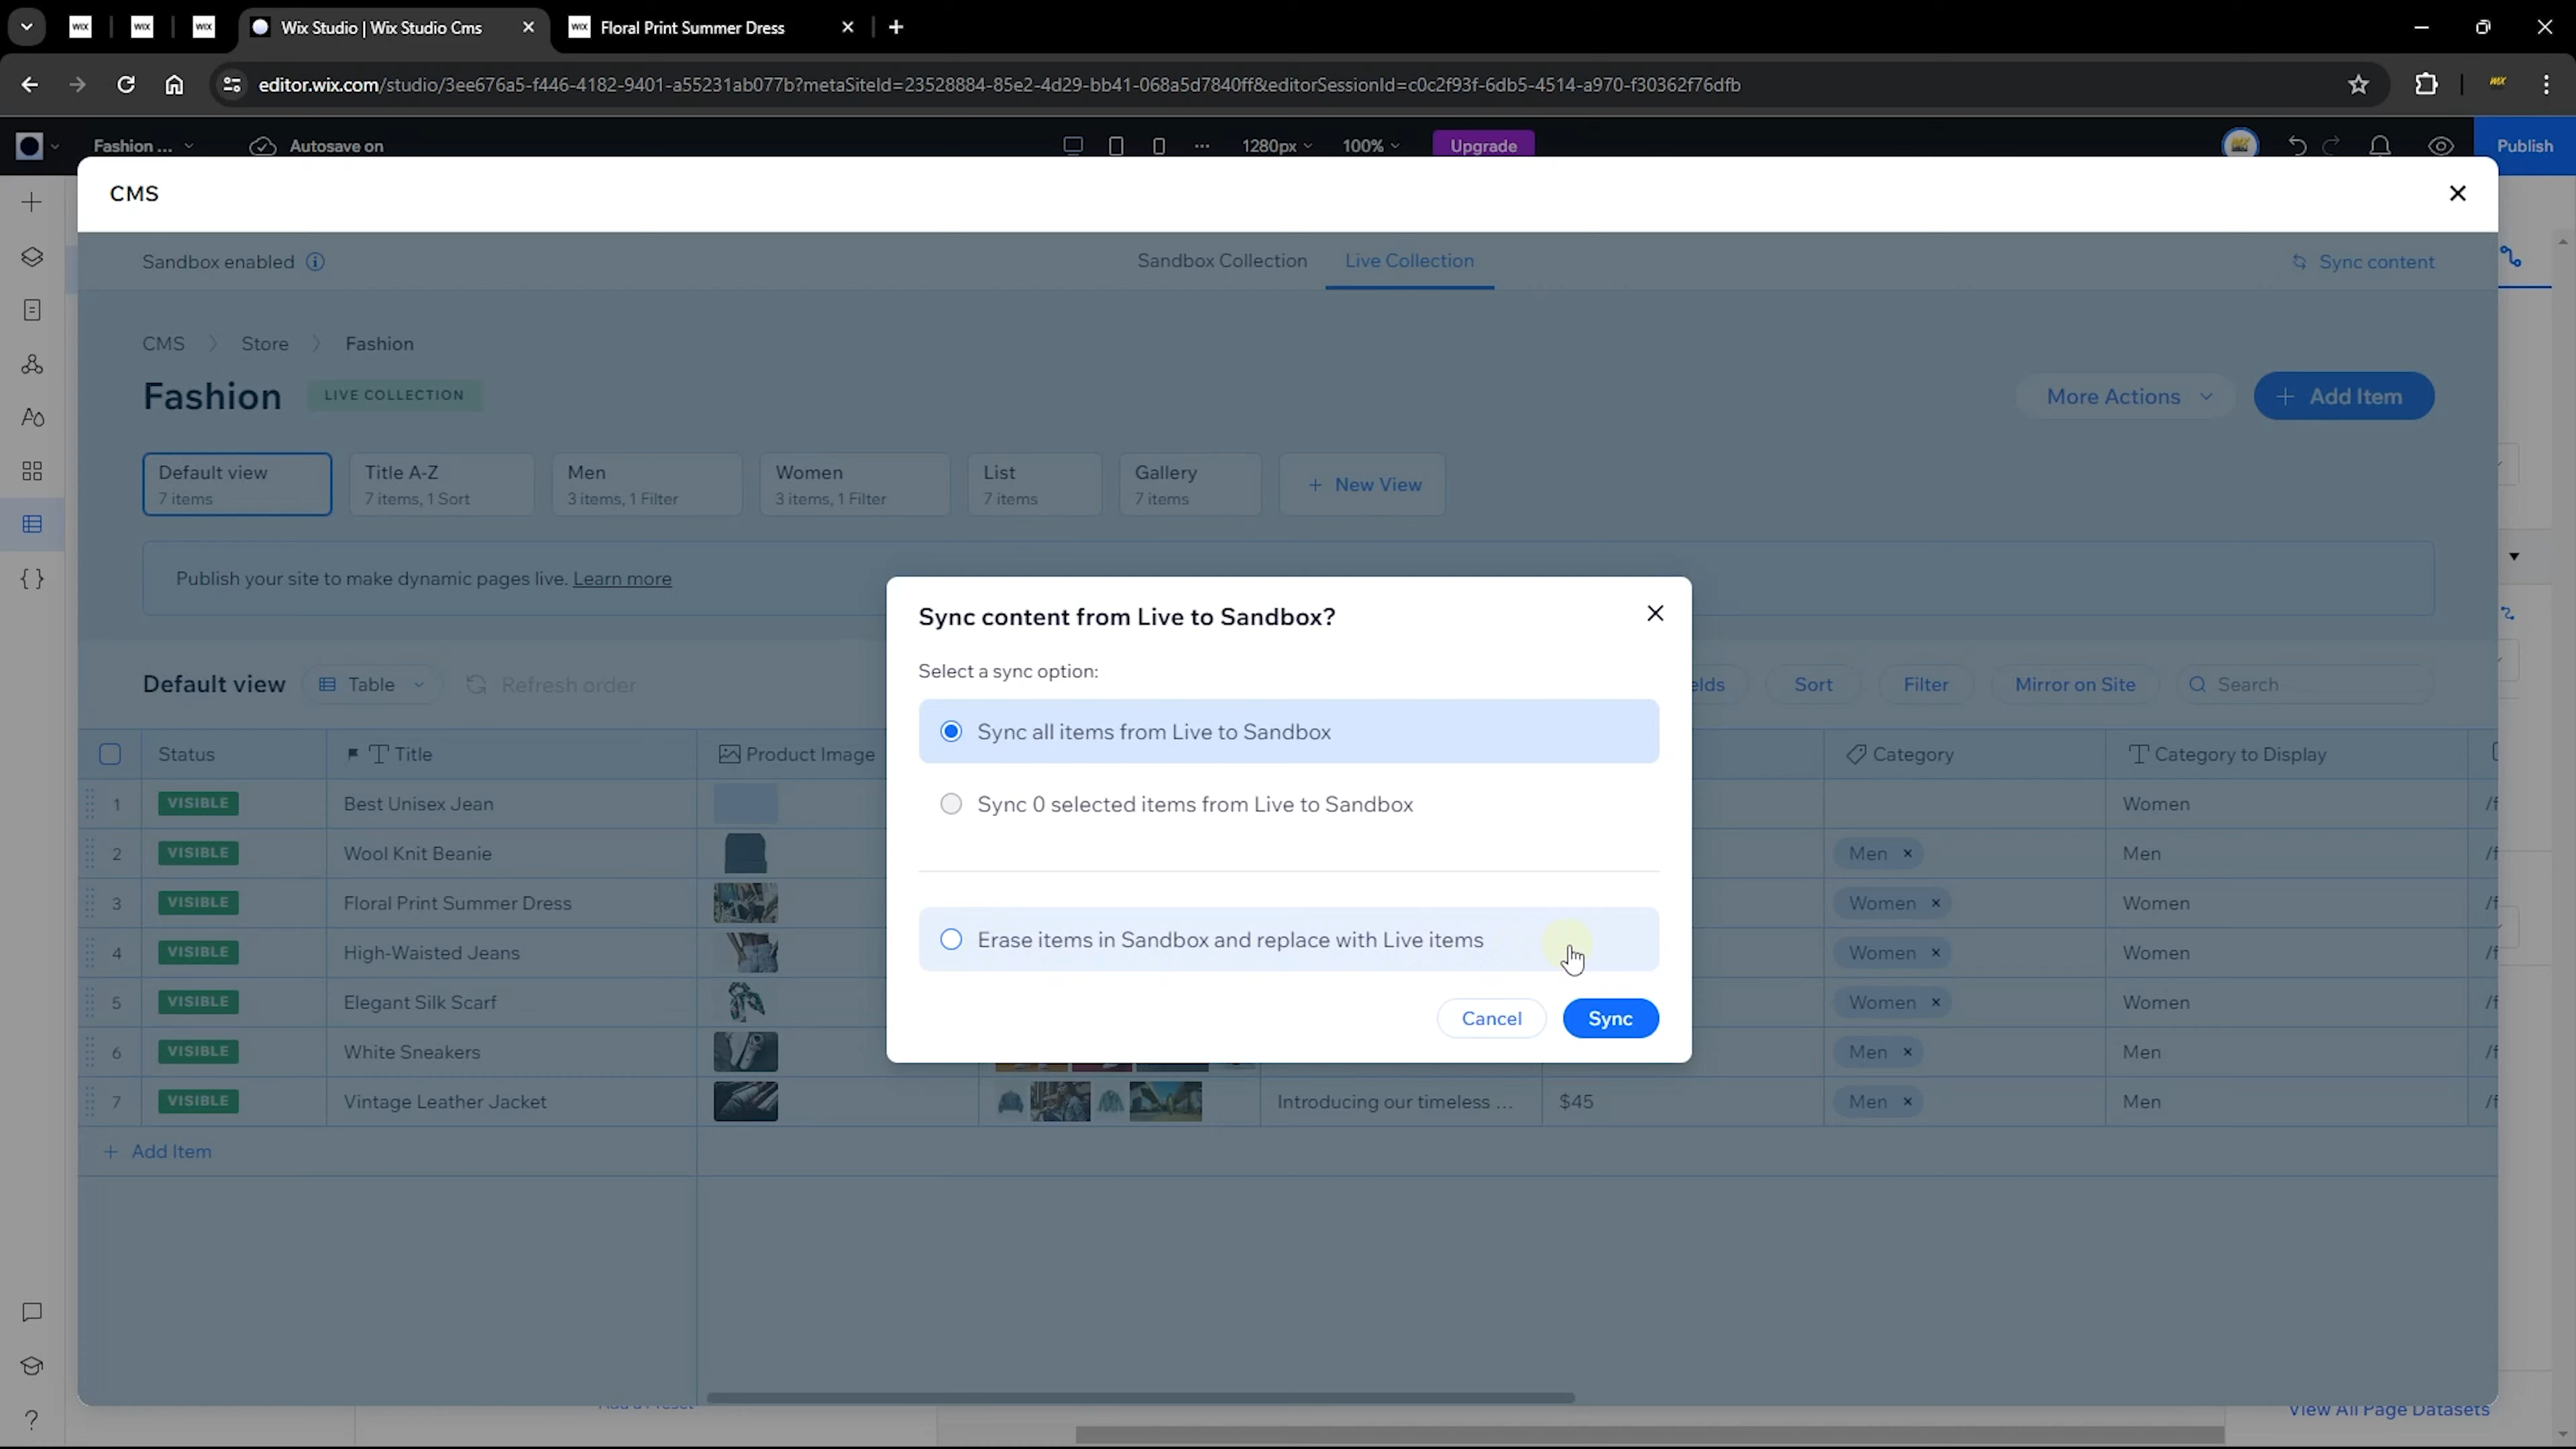 WIX
WIX
WIX
Wix Studio | Wix Studio Cms
WIX
Floral Print Summer Dress
editor.wix.com/studio/3ee676a5-f446-4182-9401-a55231ab077b?metaSiteId=23528884-85e2-4d29-bb41-068a5d7840ff&editorSessionId=c0c2f93f-6db5-4514-a970-f30362f76dfb
Fashion ...
Autosave on
1280px
100%
Upgrade
Publish
CMS
Sandbox enabled
Sandbox Collection
Live Collection
Sync content
CMS > Store > Fashion
Fashion
LIVE COLLECTION
More Actions
+ Add Item
Default view
7 items
Title A-Z
7 items, 1 Sort
Men
3 items, 1 Filter
Women
3 items, 1 Filter
List
7 items
Gallery
7 items
+ New View
Publish your site to make dynamic pages live. Learn more
Sync content from Live to Sandbox?
Select a sync option:
Sync all items from Live to Sandbox
Sync 0 selected items from Live to Sandbox
Erase items in Sandbox and replace with Live items
Cancel
Sync
Default view
Table
Refresh order
elds
Sort
Filter
Mirror on Site
Search
Status
Title
Product Image
Category
Category to Display
1 VISIBLE Best Unisex Jean Women
2 VISIBLE Wool Knit Beanie Men × Men
3 VISIBLE Floral Print Summer Dress Women × Women
4 VISIBLE High-Waisted Jeans Women × Women
5 VISIBLE Elegant Silk Scarf Women × Women
6 VISIBLE White Sneakers Men × Men
7 VISIBLE Vintage Leather Jacket Introducing our timeless ... $45 Men × Men
+ Add Item
View All Page Datasets